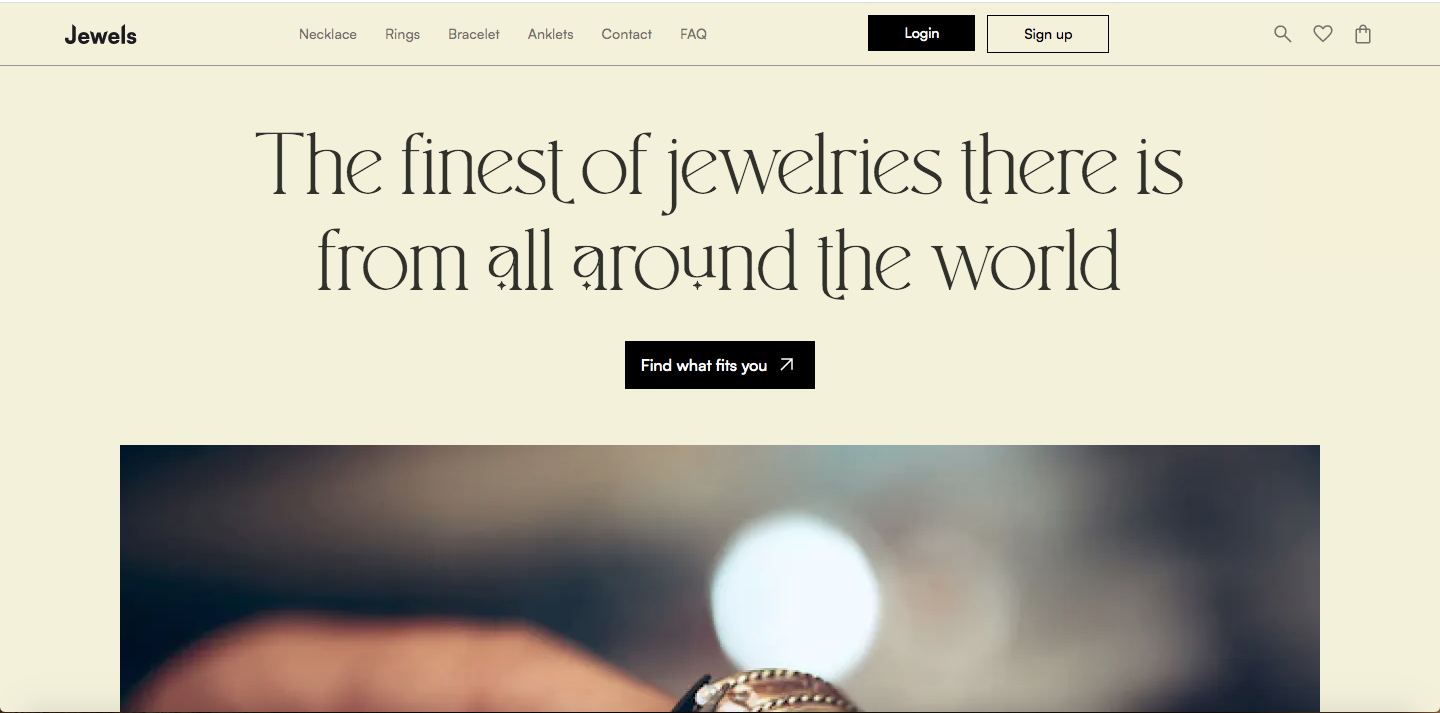 Jewels
Necklace Rings Bracelet Anklets Contact FAQ
Login Sign up
The finest of jewelries there is
from all around the world
Find what fits you